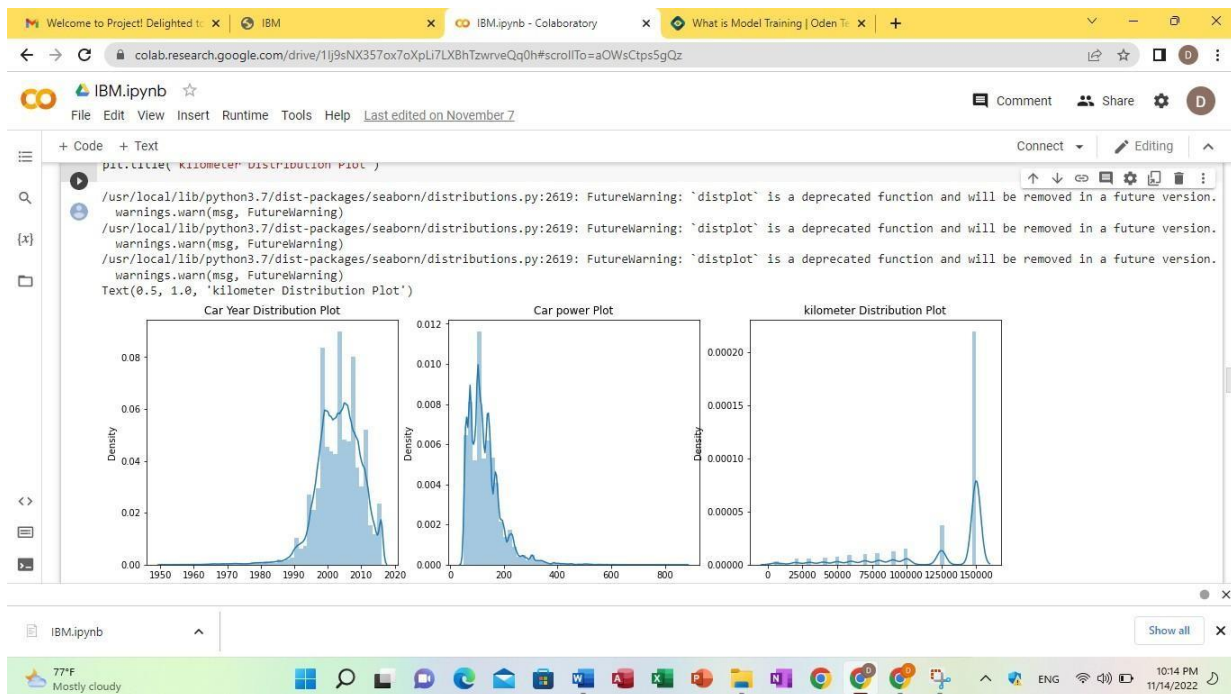 Welcome to Project! Delighted to
IBM
IBM.ipynb - Colaboratory
What is Model Training | Oden Te
colab.research.google.com/drive/1Ij9sNX357ox7oXpLi7LXBhTzwrveQq0h#scrollTo=aOWsCtps5gQz
D
IBM.ipynb
Comment
Share
D
File Edit View Insert Runtime Tools Help Last edited on November 7
+ Code + Text
Connect
Editing
plt.title('kilometer Distribution Plot')
/usr/local/lib/python3.7/dist-packages/seaborn/distributions.py:2619: FutureWarning: `distplot` is a deprecated function and will be removed in a future version.
warnings.warn(msg, FutureWarning)
/usr/local/lib/python3.7/dist-packages/seaborn/distributions.py:2619: FutureWarning: `distplot` is a deprecated function and will be removed in a future version.
warnings.warn(msg, FutureWarning)
/usr/local/lib/python3.7/dist-packages/seaborn/distributions.py:2619: FutureWarning: `distplot` is a deprecated function and will be removed in a future version.
warnings.warn(msg, FutureWarning)
Text(0.5, 1.0, 'kilometer Distribution Plot')
{x}
Car Year Distribution Plot
0.08
0.06
0.04
0.02
0.00
Density
1950 1960 1970 1980 1990 2000 2010 2020
Car power Plot
0.012
0.010
0.008
0.006
0.004
0.002
0.000
Density
0 200 400 600 800
kilometer Distribution Plot
0.00020
0.00015
0.00010
0.00005
0.00000
Density
0 25000 50000 75000 100000 125000 150000
IBM.ipynb
Show all
77°F
Mostly cloudy
ENG
10:14 PM
11/14/2022